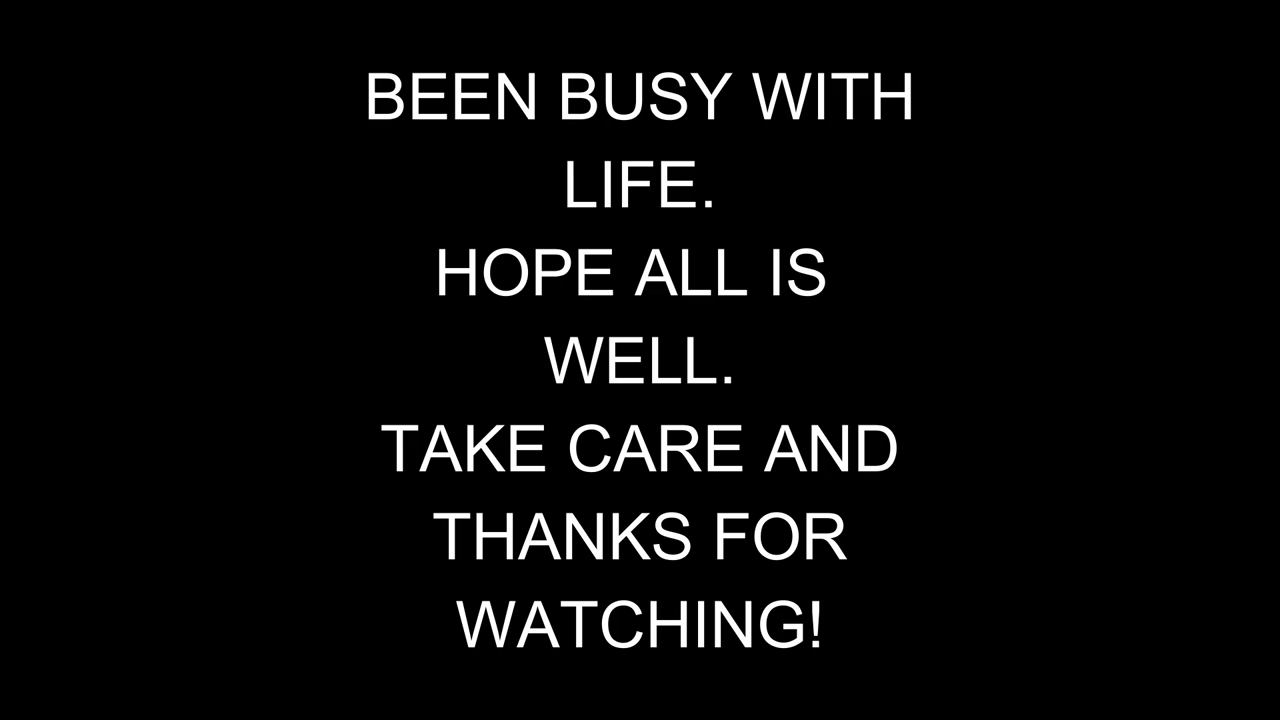 BEEN BUSY WITH
LIFE.
HOPE ALL IS
WELL.
TAKE CARE AND
THANKS FOR
WATCHING!